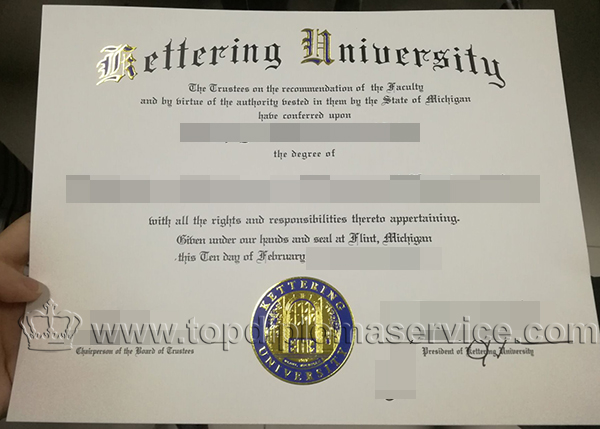 Kettering University
The Trustees on the recommendation of the Faculty
and by virtue of the authority vested in them by the State of Michigan
have conferred upon
the degree of
with all the rights and responsibilities thereto appertaining.
Given under our hands and seal at Flint, Michigan
this Ten day of February
KETTERING
UNIVERSITY
www.topdiplomaservice.com
Chairperson of the Board of Trustees
President of Kettering University